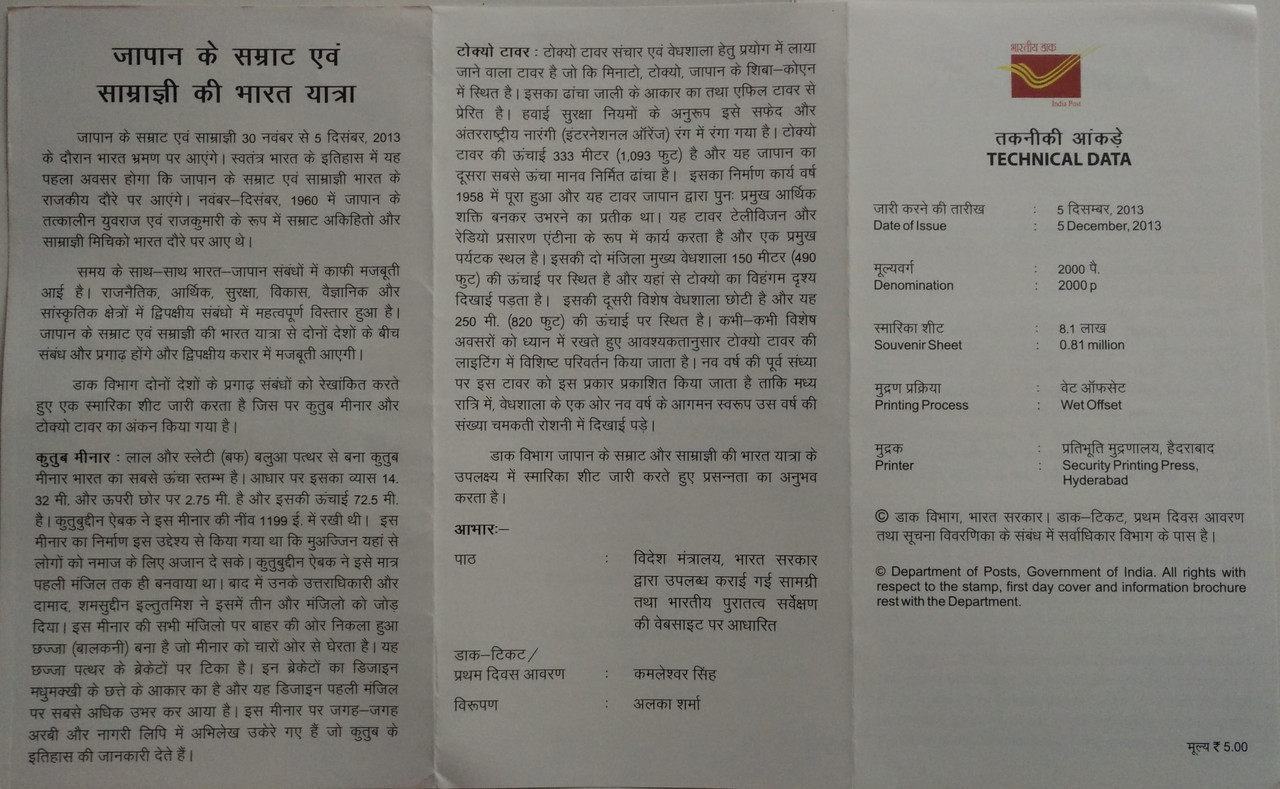 जापान के सम्राट एवं
साम्राज्ञी की भारत यात्रा
जापान के सम्राट एवं साम्राज्ञी 30 नवंबर से 5 दिसंबर, 2013
के दौरान भारत भ्रमण पर आएंगे। स्वतंत्र भारत के इतिहास में यह
पहला अवसर होगा कि जापान के सम्राट एवं साम्राज्ञी भारत के
राजकीय दौरे पर आएंगे। नवंबर–दिसंबर, 1960 में जापान के
तत्कालीन युवराज एवं राजकुमारी के रूप में सम्राट अकिहितो और
साम्राज्ञी मिचिको भारत दौरे पर आए थे।
समय के साथ–साथ भारत–जापान संबंधों में काफी मजबूती
आई है। राजनैतिक, आर्थिक, सुरक्षा, विकास, वैज्ञानिक और
सांस्कृतिक क्षेत्रों में द्विपक्षीय संबंधो में महत्वपूर्ण विस्तार हुआ है।
जापान के सम्राट एवं साम्राज्ञी की भारत यात्रा से दोनों देशों के बीच
संबंध और प्रगाढ़ होंगे और द्विपक्षीय करार में मजबूती आएगी।
डाक विभाग दोनों देशों के प्रगाढ़ संबंधों को रेखांकित करते
हुए एक स्मारिका शीट जारी करता है जिस पर कुतुब मीनार और
टोक्यो टावर का अंकन किया गया है।
कुतुब मीनार : लाल और स्लेटी (बफ) बलुआ पत्थर से बना कुतुब
मीनार भारत का सबसे ऊंचा स्तम्भ है। आधार पर इसका व्यास 14.
32 मी. और ऊपरी छोर पर 2.75 मी. है और इसकी ऊंचाई 72.5 मी.
है। कुतुबुद्दीन ऐबक ने इस मीनार की नींव 1199 ई. में रखी थी। इस
मीनार का निर्माण इस उद्देश्य से किया गया था कि मुअज्जिन यहां से
लोगों को नमाज के लिए अजान दे सके। कुतुबुद्दीन ऐबक ने इसे मात्र
पहली मंजिल तक ही बनवाया था। बाद में उनके उत्तराधिकारी और
दामाद, शमसुद्दीन इल्तुतमिश ने इसमें तीन और मंजिलो को जोड़
दिया। इस मीनार की सभी मंजिलो पर बाहर की ओर निकला हुआ
छज्जा (बालकनी) बना है जो मीनार को चारों ओर से घेरता है। यह
छज्जा पत्थर के ब्रेकेटों पर टिका है। इन ब्रेकेटों का डिजाइन
मधुमक्खी के छत्ते के आकार का है और यह डिजाइन पहली मंजिल
पर सबसे अधिक उभर कर आया है। इस मीनार पर जगह–जगह
अरबी और नागरी लिपि में अभिलेख उकेरे गए हैं जो कुतुब के
इतिहास की जानकारी देते हैं।
टोक्यो टावर : टोक्यो टावर संचार एवं वेधशाला हेतु प्रयोग में लाया
जाने वाला टावर है जो कि मिनाटो, टोक्यो, जापान के शिबा–कोएन
में स्थित है। इसका ढांचा जाली के आकार का तथा एफिल टावर से
प्रेरित है। हवाई सुरक्षा नियमों के अनुरूप इसे सफेद और
अंतरराष्ट्रीय नारंगी (इंटरनेशनल ऑरेंज) रंग में रंगा गया है। टोक्यो
टावर की ऊंचाई 333 मीटर (1,093 फुट) है और यह जापान का
दूसरा सबसे ऊंचा मानव निर्मित ढांचा है। इसका निर्माण कार्य वर्ष
1958 में पूरा हुआ और यह टावर जापान द्वारा पुनः प्रमुख आर्थिक
शक्ति बनकर उभरने का प्रतीक था। यह टावर टेलीविजन और
रेडियो प्रसारण एंटीना के रूप में कार्य करता है और एक प्रमुख
पर्यटक स्थल है। इसकी दो मंजिला मुख्य वेधशाला 150 मीटर (490
फुट) की ऊंचाई पर स्थित है और यहां से टोक्यो का विहंगम दृश्य
दिखाई पड़ता है। इसकी दूसरी विशेष वेधशाला छोटी है और यह
250 मी. (820 फुट) की ऊंचाई पर स्थित है। कभी–कभी विशेष
अवसरों को ध्यान में रखते हुए आवश्यकतानुसार टोक्यो टावर की
लाइटिंग में विशिष्ट परिवर्तन किया जाता है। नव वर्ष की पूर्व संध्या
पर इस टावर को इस प्रकार प्रकाशित किया जाता है ताकि मध्य
रात्रि में, वेधशाला के एक ओर नव वर्ष के आगमन स्वरूप उस वर्ष की
संख्या चमकती रोशनी में दिखाई पड़े।
डाक विभाग जापान के सम्राट और साम्राज्ञी की भारत यात्रा के
उपलक्ष्य में स्मारिका शीट जारी करते हुए प्रसन्नता का अनुभव
करता है।
आभारः–
पाठ : विदेश मंत्रालय, भारत सरकार
द्वारा उपलब्ध कराई गई सामग्री
तथा भारतीय पुरातत्व सर्वेक्षण
की वेबसाइट पर आधारित
डाक–टिकट /
प्रथम दिवस आवरण : कमलेश्वर सिंह
विरूपण : अलका शर्मा
भारतीय डाक
India Post
तकनीकी आंकड़े
TECHNICAL DATA
जारी करने की तारीख : 5 दिसम्बर, 2013
Date of Issue : 5 December, 2013
मूल्यवर्ग : 2000 पै.
Denomination : 2000 p
स्मारिका शीट : 8.1 लाख
Souvenir Sheet : 0.81 million
मुद्रण प्रक्रिया : वेट ऑफसेट
Printing Process : Wet Offset
मुद्रक : प्रतिभूति मुद्रणालय, हैदराबाद
Printer : Security Printing Press,
Hyderabad
© डाक विभाग, भारत सरकार। डाक–टिकट, प्रथम दिवस आवरण
तथा सूचना विवरणिका के संबंध में सर्वाधिकार विभाग के पास है।
© Department of Posts, Government of India. All rights with
respect to the stamp, first day cover and information brochure
rest with the Department.
मूल्य ₹ 5.00